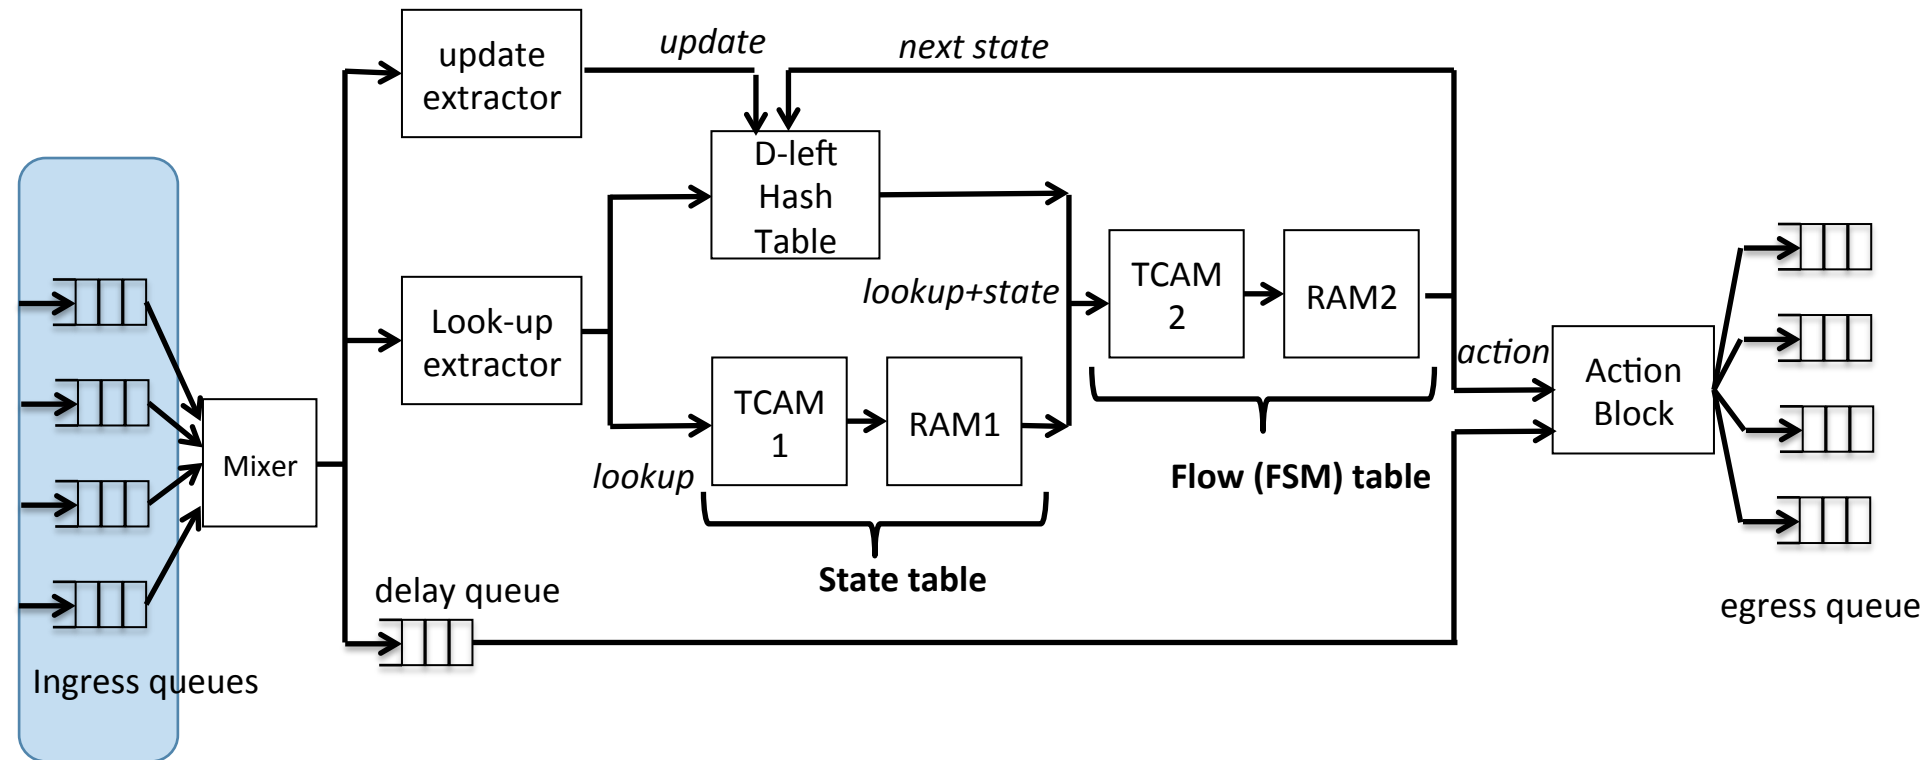 update
extractor
update
next state
D-left
Hash
Table
Look-up
extractor
lookup+state
TCAM
2
RAM2
action
Action
Block
TCAM
1
RAM1
Mixer
lookup
Flow (FSM) table
State table
delay queue
egress queue
Ingress queues